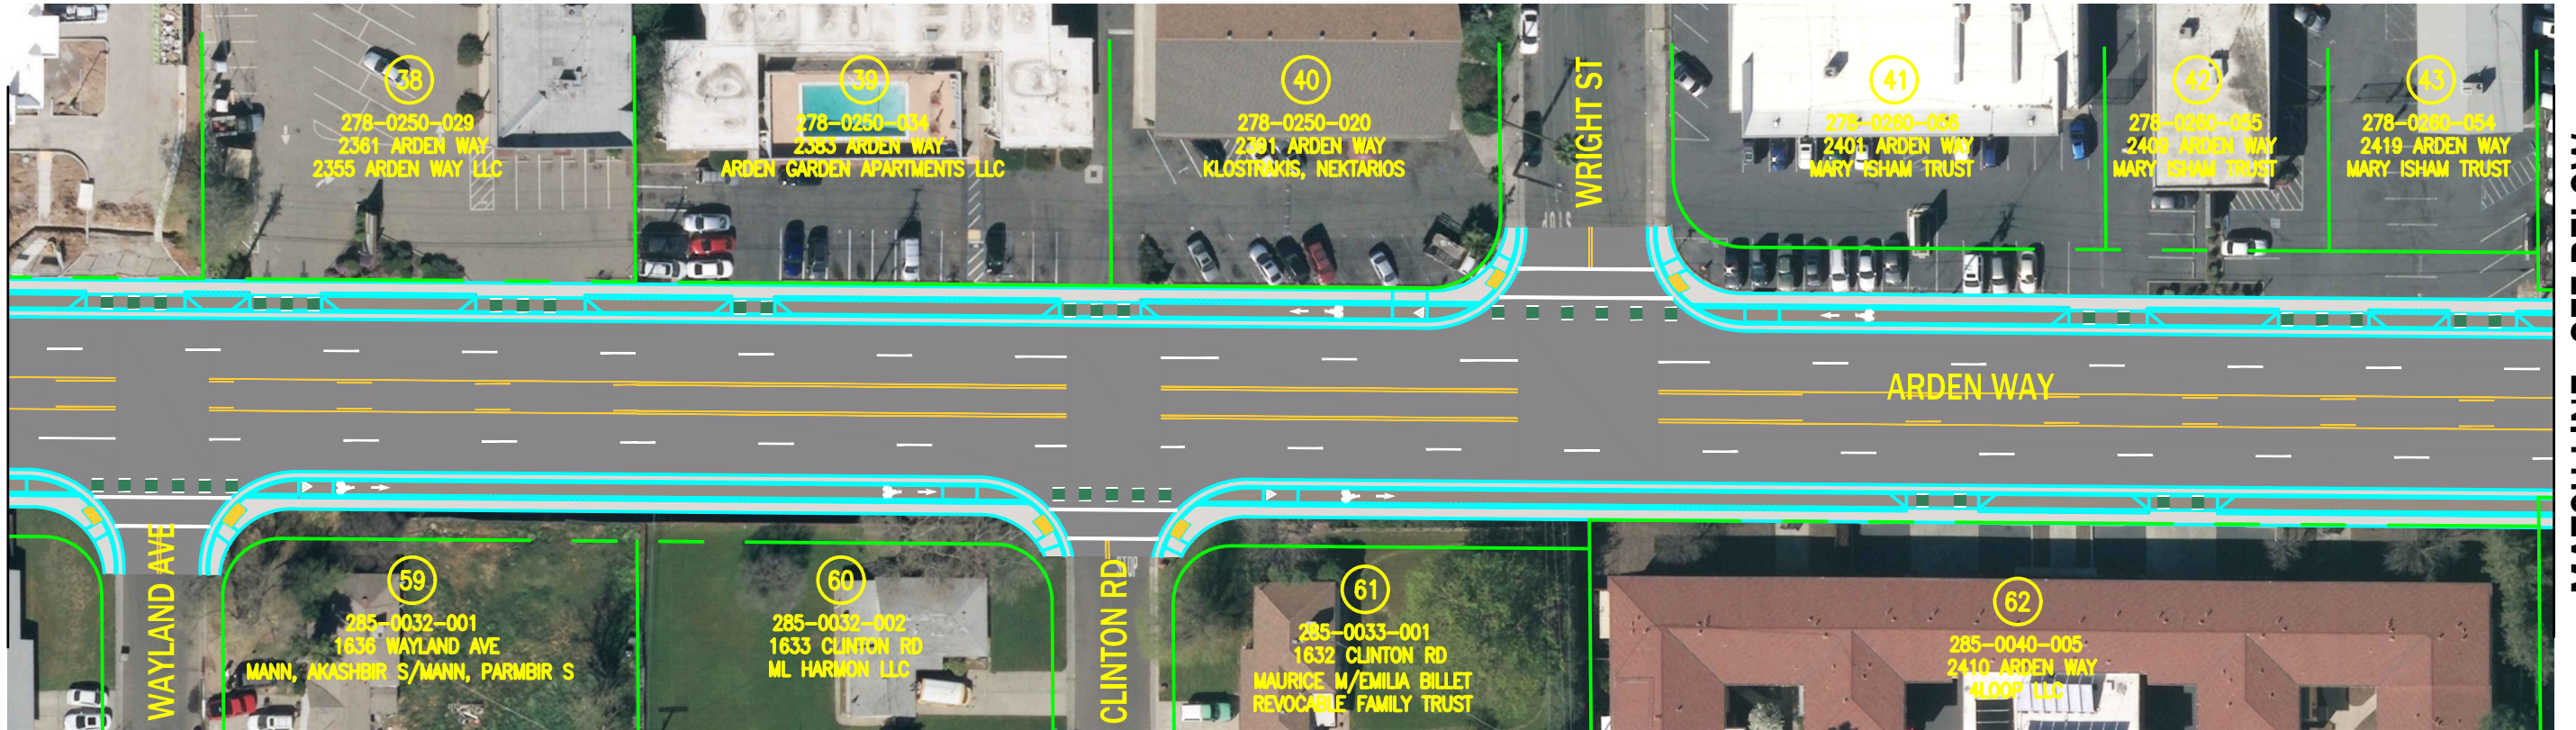 38
278-0250-029
2361 ARDEN WAY
2355 ARDEN WAY LLC
39
278-0250-034
2383 ARDEN WAY
ARDEN GARDEN APARTMENTS LLC
40
278-0250-020
2391 ARDEN WAY
KLOSTRAKIS, NEKTARIOS
WRIGHT ST
STOP
41
278-0260-056
2401 ARDEN WAY
MARY ISHAM TRUST
42
278-0260-055
2409 ARDEN WAY
MARY ISHAM TRUST
43
278-0260-054
2419 ARDEN WAY
MARY ISHAM TRUST
ARDEN WAY
WAYLAND AVE
59
285-0032-001
1636 WAYLAND AVE
MANN, AKASHBIR S/MANN, PARMBIR S
60
285-0032-002
1633 CLINTON RD
ML HARMON LLC
CLINTON RD
STOP
61
285-0033-001
1632 CLINTON RD
MAURICE M/EMILIA BILLET
REVOCABLE FAMILY TRUST
62
285-0040-005
2410 ARDEN WAY
4LOOP LLC